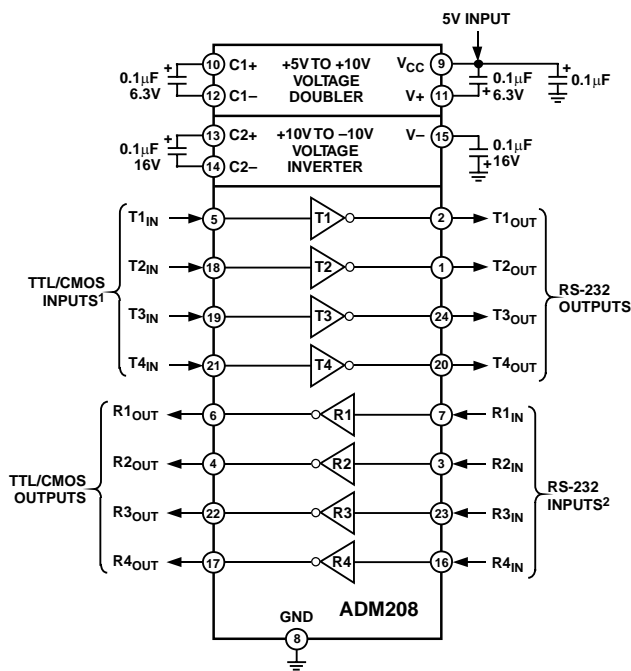 5V INPUT
0.1µF
6.3V
10 C1+
12 C1–
+5V TO +10V
VOLTAGE
DOUBLER
VCC 9
V+ 11
0.1µF
6.3V
0.1µF
0.1µF
16V
13 C2+
14 C2–
+10V TO –10V
VOLTAGE
INVERTER
V– 15
0.1µF
16V
TTL/CMOS
INPUTS1
T1IN 5 T1 2 T1OUT
T2IN 18 T2 1 T2OUT
T3IN 19 T3 24 T3OUT
T4IN 21 T4 20 T4OUT
RS-232
OUTPUTS
TTL/CMOS
OUTPUTS
R1OUT 6 R1 7 R1IN
R2OUT 4 R2 3 R2IN
R3OUT 22 R3 23 R3IN
R4OUT 17 R4 16 R4IN
RS-232
INPUTS2
GND
8
ADM208